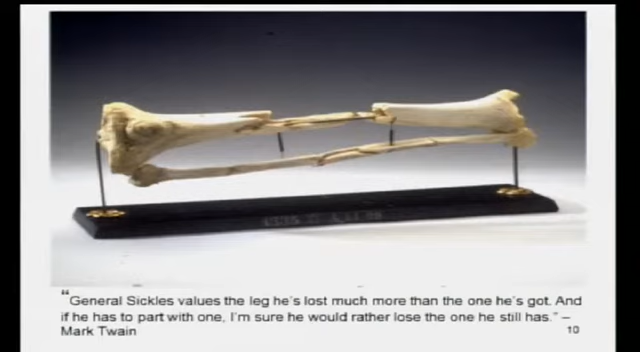 "General Sickles values the leg he's lost much more than the one he's got. And
if he has to part with one, I'm sure he would rather lose the one he still has." –
Mark Twain
10